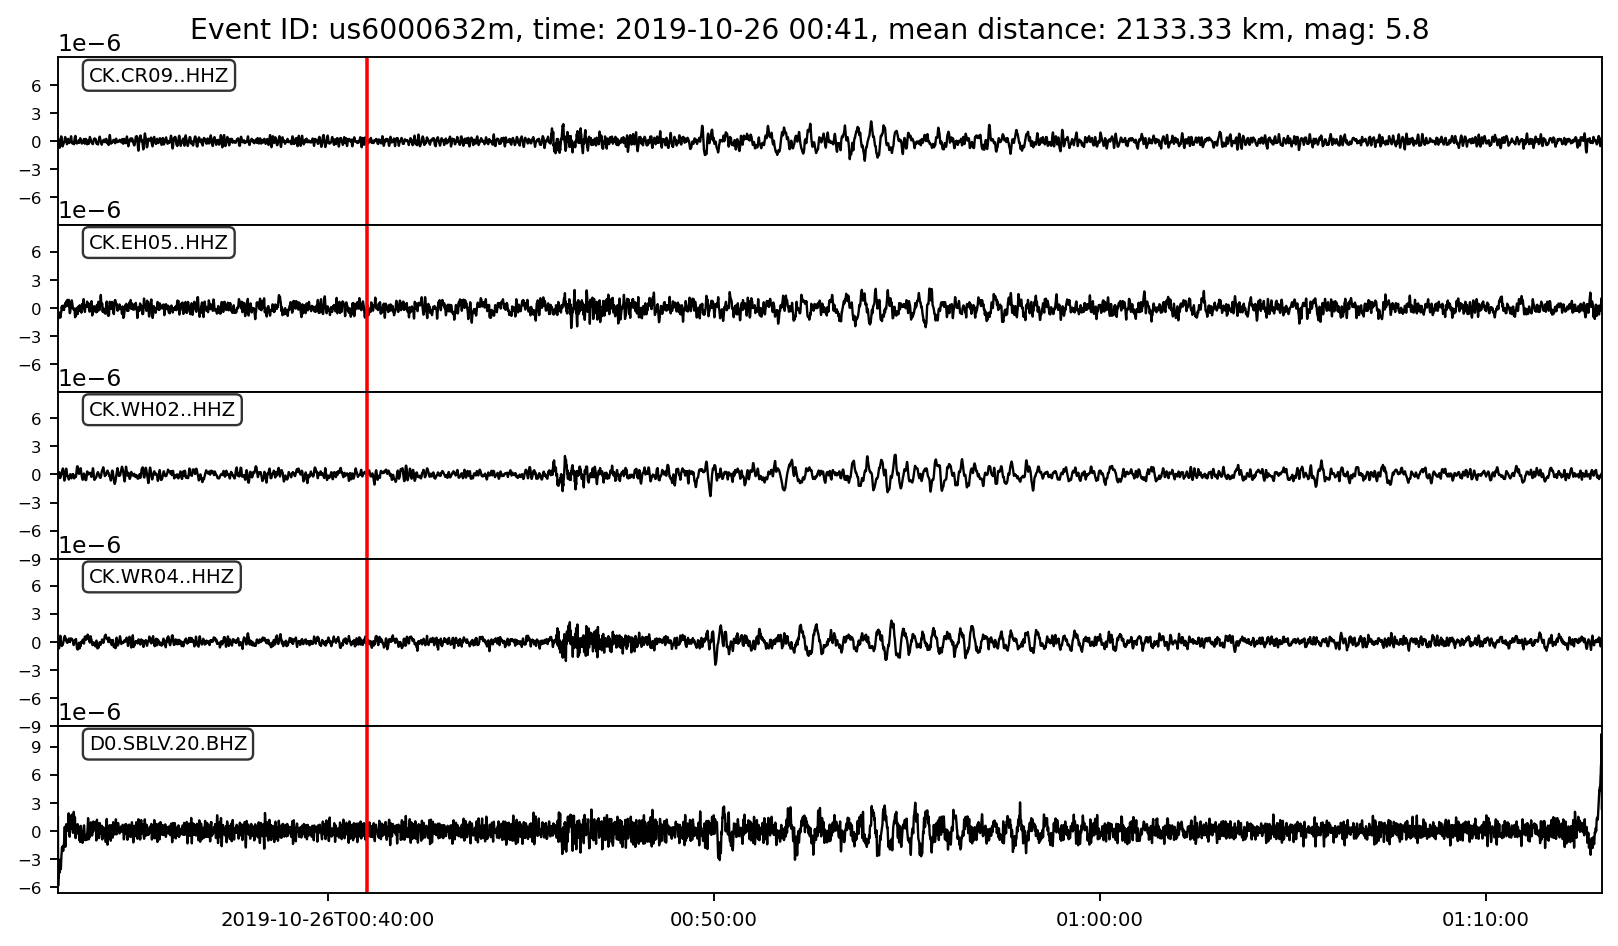 Event ID: us6000632m, time: 2019-10-26 00:41, mean distance: 2133.33 km, mag: 5.8
1e−6
CK.CR09..HHZ
6
3
0
−3
−6
1e−6
CK.EH05..HHZ
6
3
0
−3
−6
1e−6
CK.WH02..HHZ
6
3
0
−3
−6
−9
1e−6
CK.WR04..HHZ
6
3
0
−3
−6
−9
1e−6
D0.SBLV.20.BHZ
9
6
3
0
−3
−6
2019-10-26T00:40:00 00:50:00 01:00:00 01:10:00